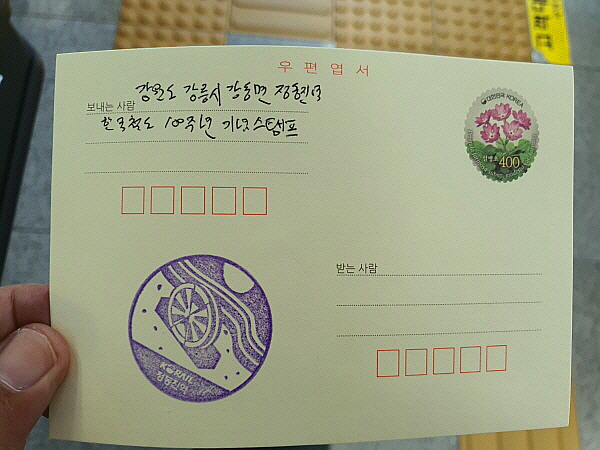 우편엽서
강원도 강릉시 강동면 정동진역
보내는 사람
한국철도 100주년 기념스탬프
대한민국 KOREA
400
받는 사람
KORAIL
정동진역